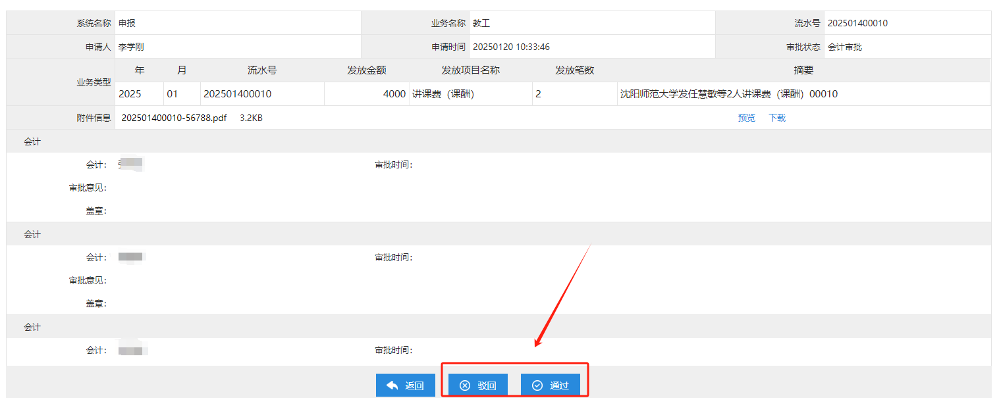 系统名称 申报 业务名称 教工 流水号 202501400010
申请人 李学刚 申请时间 20250120 10:33:46 审批状态 会计审批
业务类型 年 月 流水号 发放金额 发放项目名称 发放笔数 摘要
2025 01 202501400010 4000 讲课费（课酬） 2 沈阳师范大学发任慧敏等2人讲课费（课酬）00010
附件信息 202501400010-56788.pdf 3.2KB 预览 下载
会计
会计： 审批时间：
审批意见：
盖章：
会计
会计： 审批时间：
审批意见：
盖章：
会计
会计： 审批时间：
返回 驳回 通过